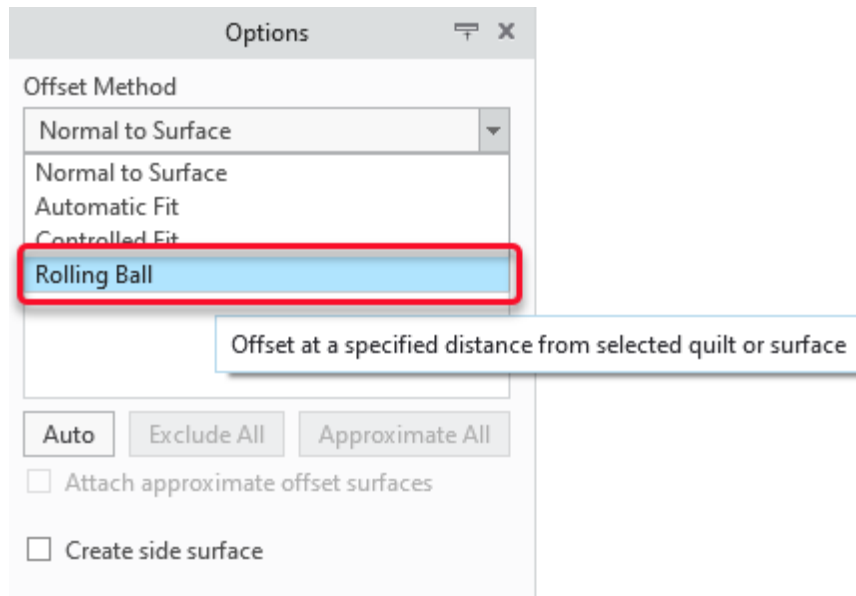 Options
Offset Method
Normal to Surface
Normal to Surface
Automatic Fit
Controlled Fit
Rolling Ball
Offset at a specified distance from selected quilt or surface
Auto Exclude All Approximate All
Attach approximate offset surfaces
Create side surface